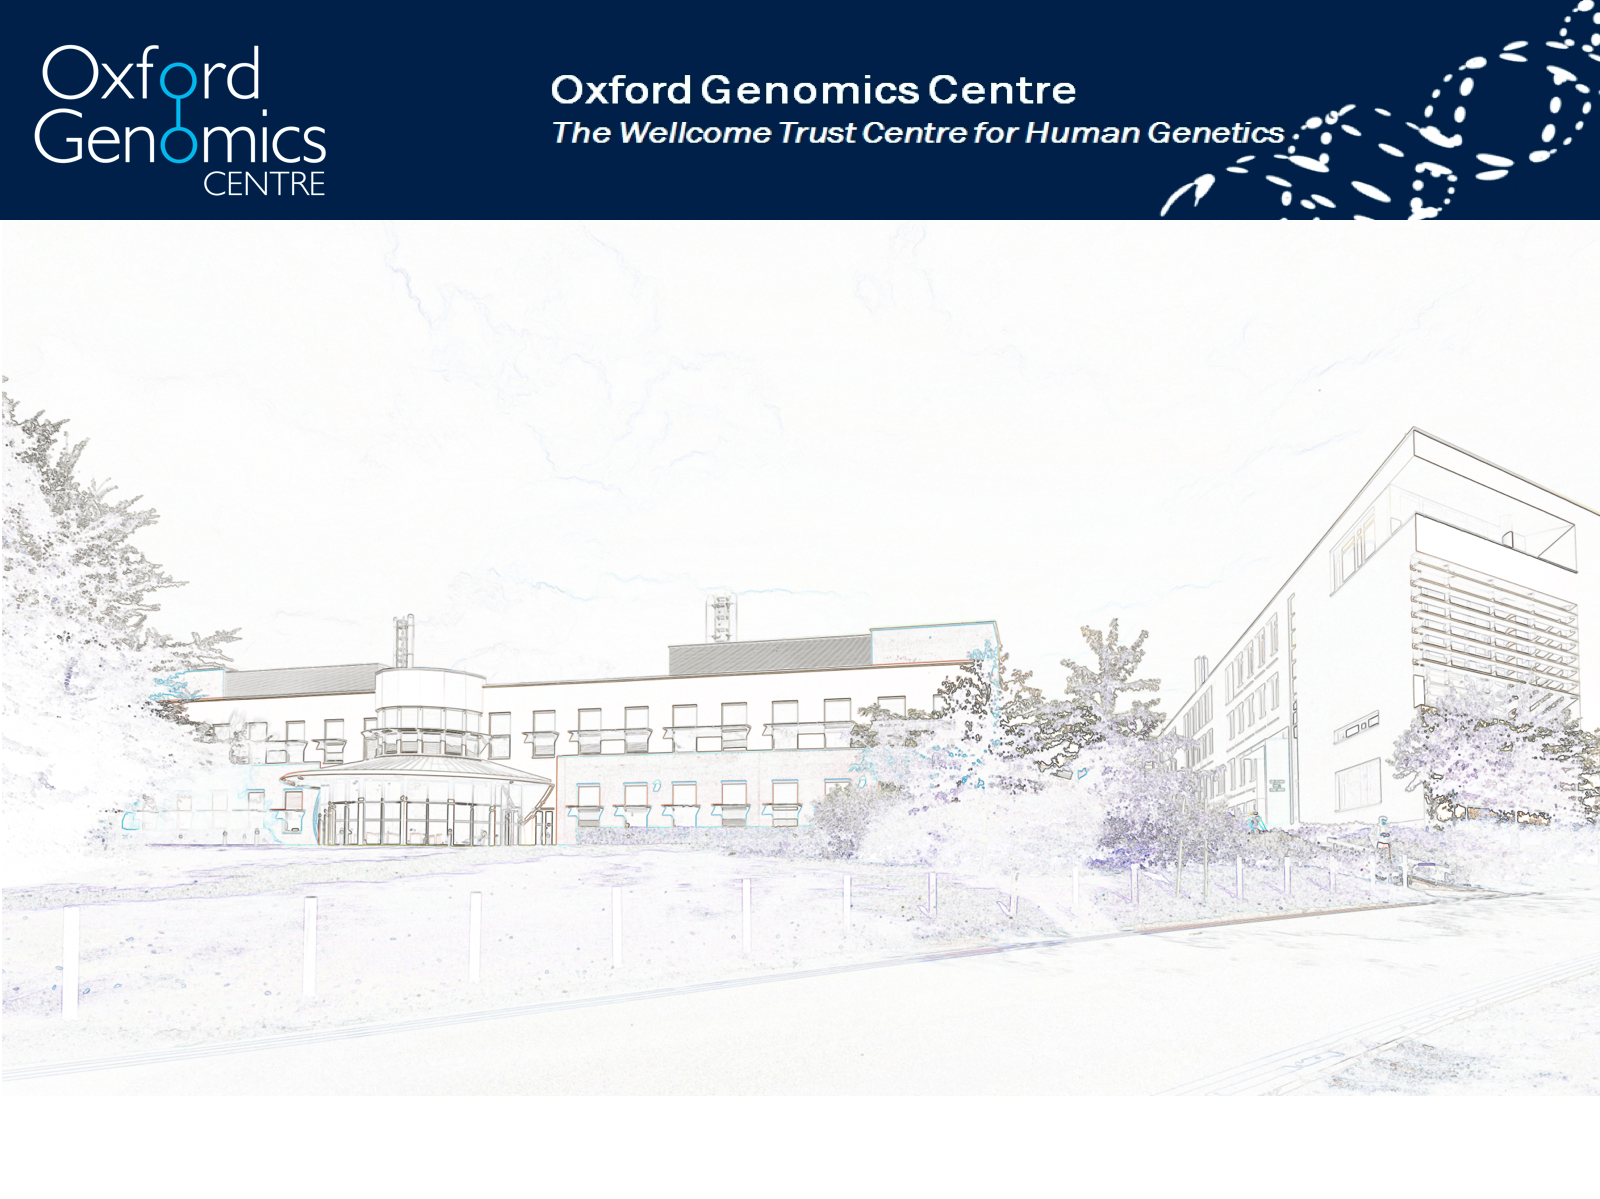 Oxford
Genomics
CENTRE
Oxford Genomics Centre
The Wellcome Trust Centre for Human Genetics